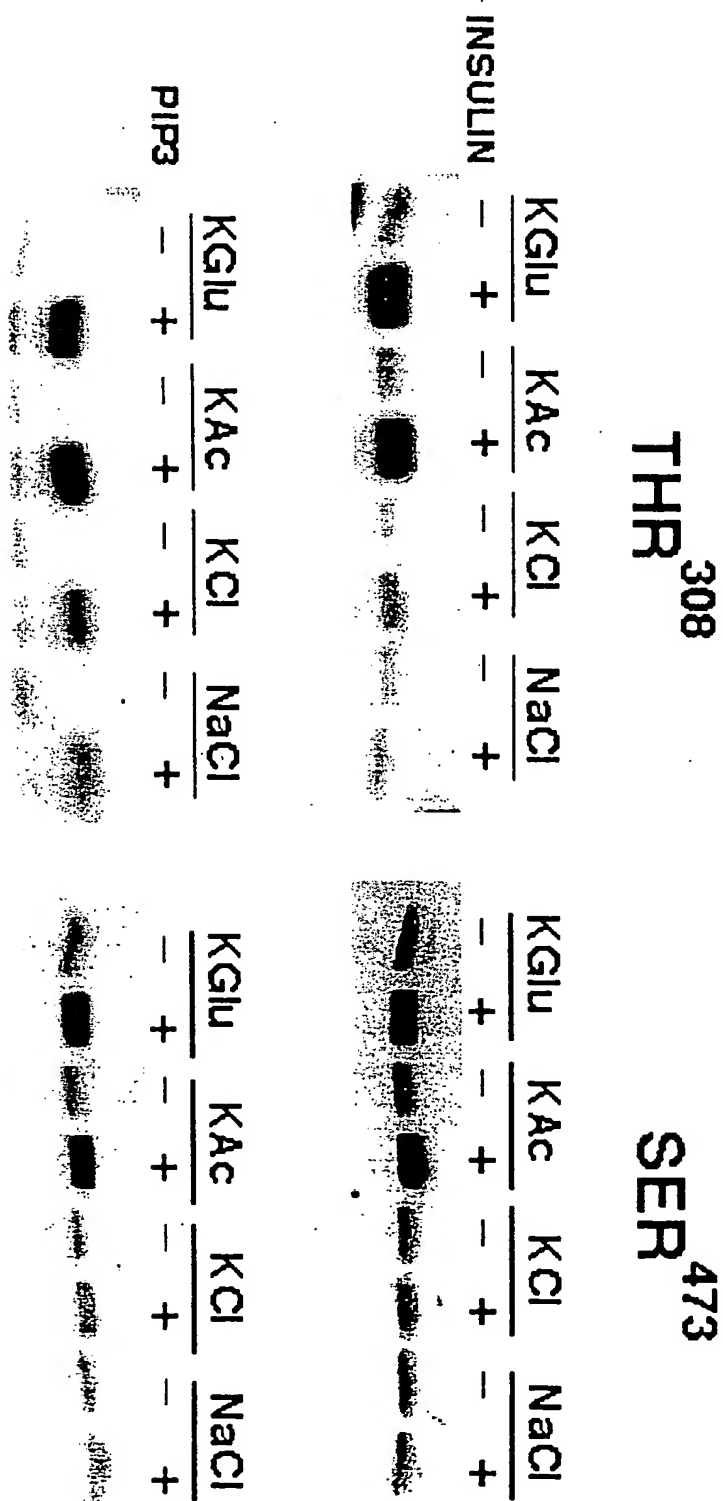 THR308 SER473
KGlu KAc KCl NaCl KGlu KAc KCl NaCl
INSULIN - + - + - + - + - + - + - + - +
KGlu KAc KCl NaCl KGlu KAc KCl NaCl
PIP3 - + - + - + - + - + - + - + - +